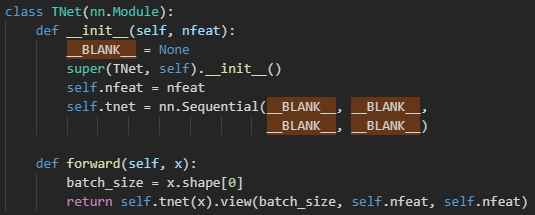 class TNet(nn.Module):
    def __init__(self, nfeat):
        __BLANK__ = None
        super(TNet, self).__init__()
        self.nfeat = nfeat
        self.tnet = nn.Sequential(__BLANK__, __BLANK__,
                                  __BLANK__, __BLANK__)
    def forward(self, x):
        batch_size = x.shape[0]
        return self.tnet(x).view(batch_size, self.nfeat, self.nfeat)